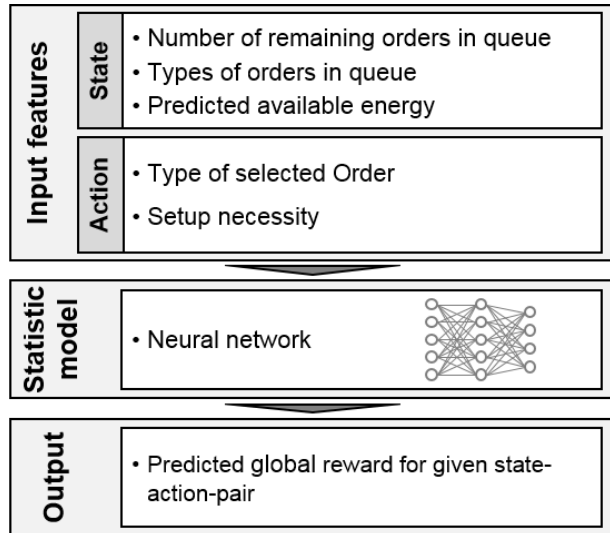 Input features
State
• Number of remaining orders in queue
• Types of orders in queue
• Predicted available energy
Action
• Type of selected Order
• Setup necessity
Statistic
model
• Neural network
Output
• Predicted global reward for given state-
action-pair